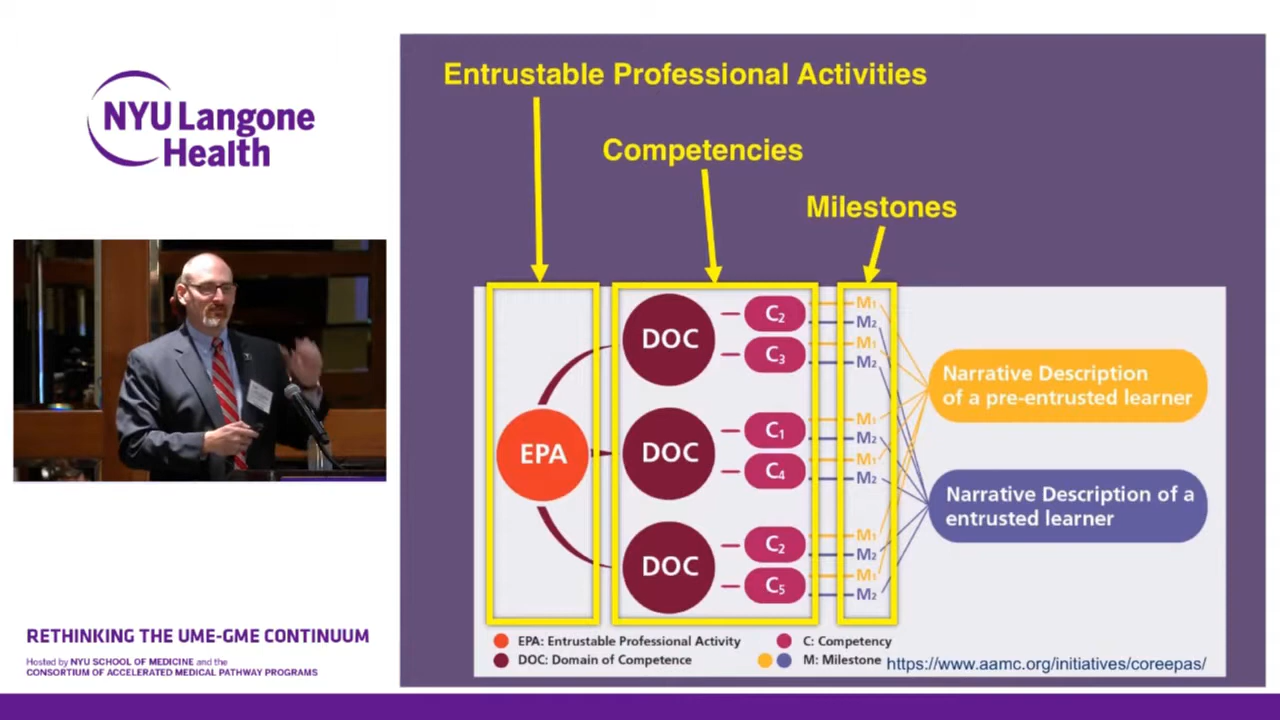 NYU Langone
Health
RETHINKING THE UME-GME CONTINUUM
Hosted by NYU SCHOOL OF MEDICINE and the
CONSORTIUM OF ACCELERATED MEDICAL PATHWAY PROGRAMS
Entrustable Professional Activities
Competencies
Milestones
EPA
DOC
C2
C3
M1
M2
M1
M2
DOC
C1
C4
M1
M2
M1
M2
DOC
C2
C5
M1
M2
M1
M2
Narrative Description
of a pre-entrusted learner
Narrative Description of a
entrusted learner
EPA: Entrustable Professional Activity
DOC: Domain of Competence
C: Competency
M: Milestone
https://www.aamc.org/initiatives/coreepas/